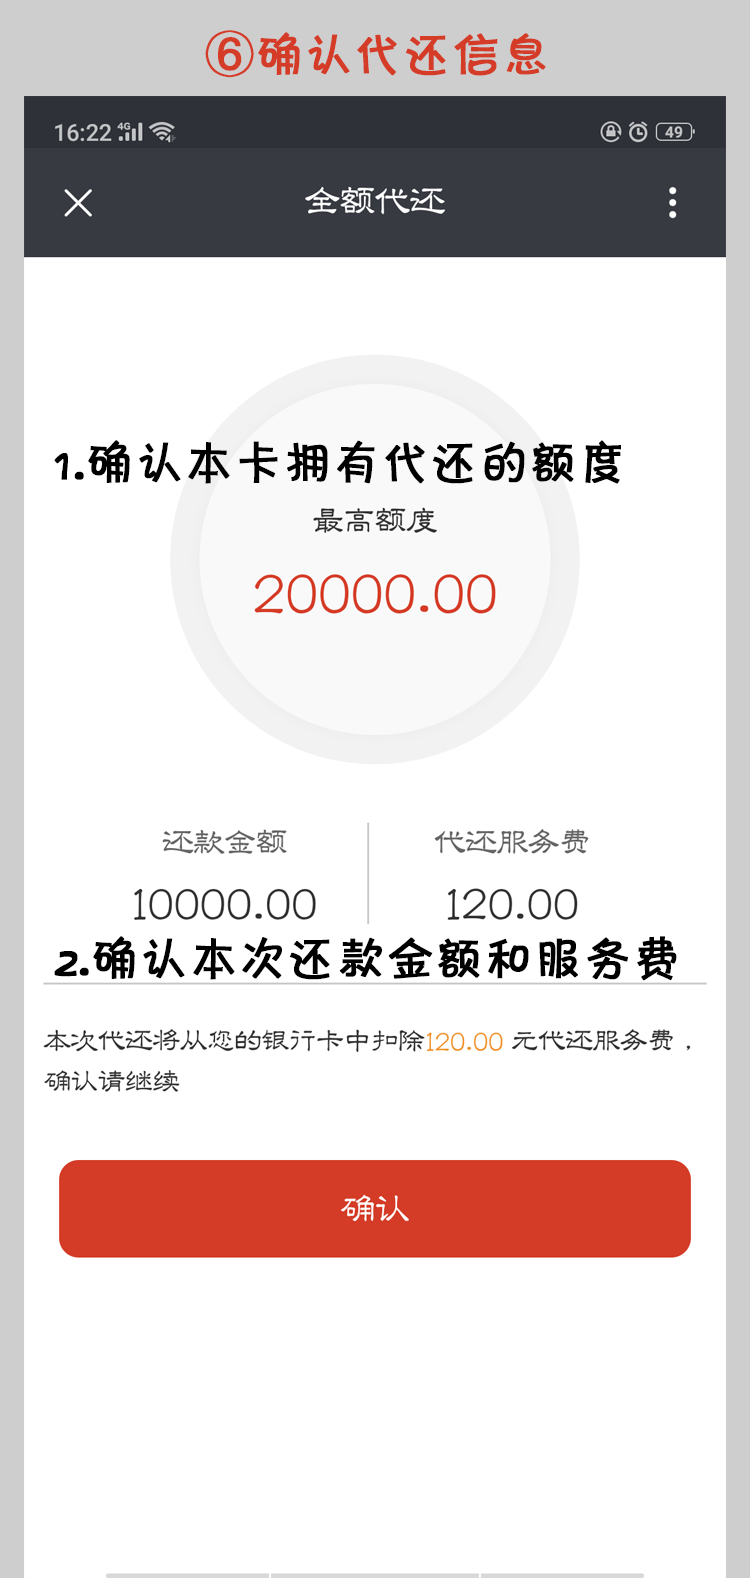 ⑥确认代还信息
16:22 4G 49
全额代还
1.确认本卡拥有代还的额度
最高额度
20000.00
还款金额 代还服务费
10000.00 120.00
2.确认本次还款金额和服务费
本次代还将从您的银行卡中扣除120.00 元代还服务费，
确认请继续
确认